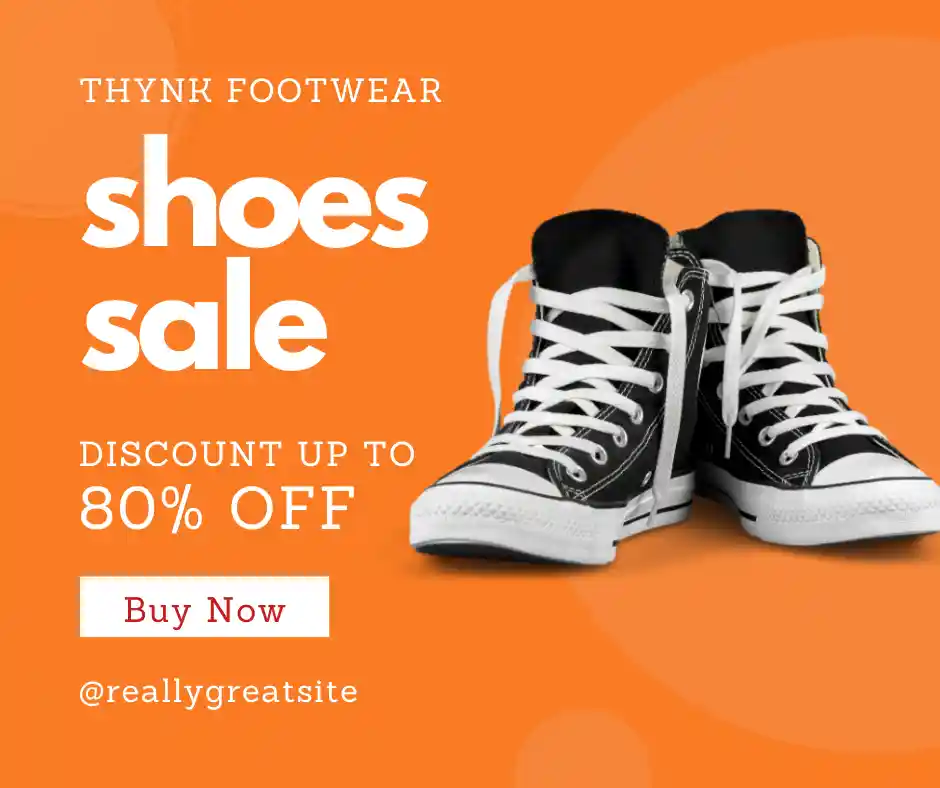 THYNK FOOTWEAR
shoes
sale
DISCOUNT UP TO
80% OFF
Buy Now
@reallygreatsite